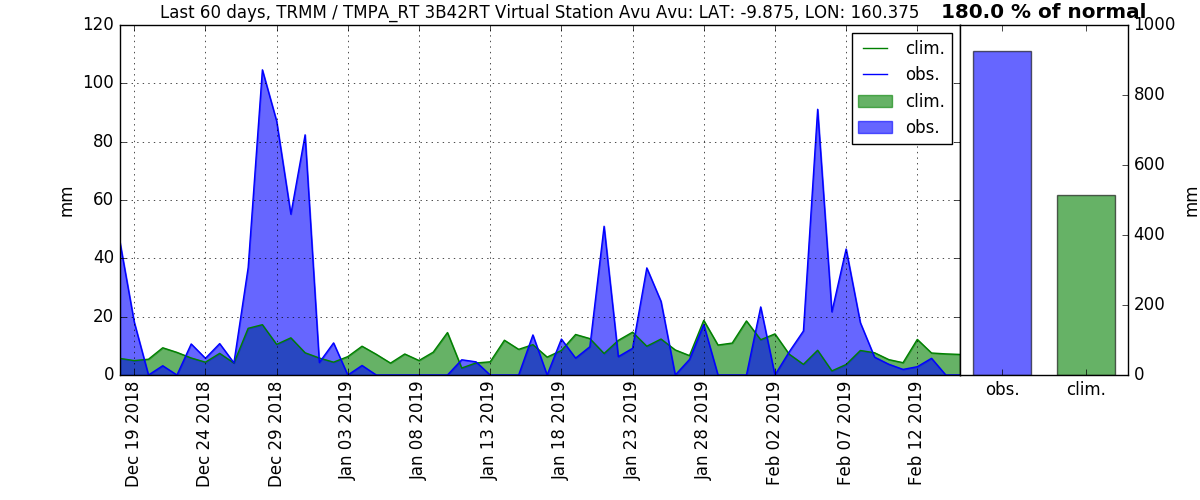 Last 60 days, TRMM / TMPA_RT 3B42RT Virtual Station Avu Avu: LAT: -9.875, LON: 160.375
180.0 % of normal
120
100
80
60
40
20
0
mm
clim.
obs.
clim.
obs.
Dec 19 2018
Dec 24 2018
Dec 29 2018
Jan 03 2019
Jan 08 2019
Jan 13 2019
Jan 18 2019
Jan 23 2019
Jan 28 2019
Feb 02 2019
Feb 07 2019
Feb 12 2019
1000
800
600
400
200
0
mm
obs.
clim.